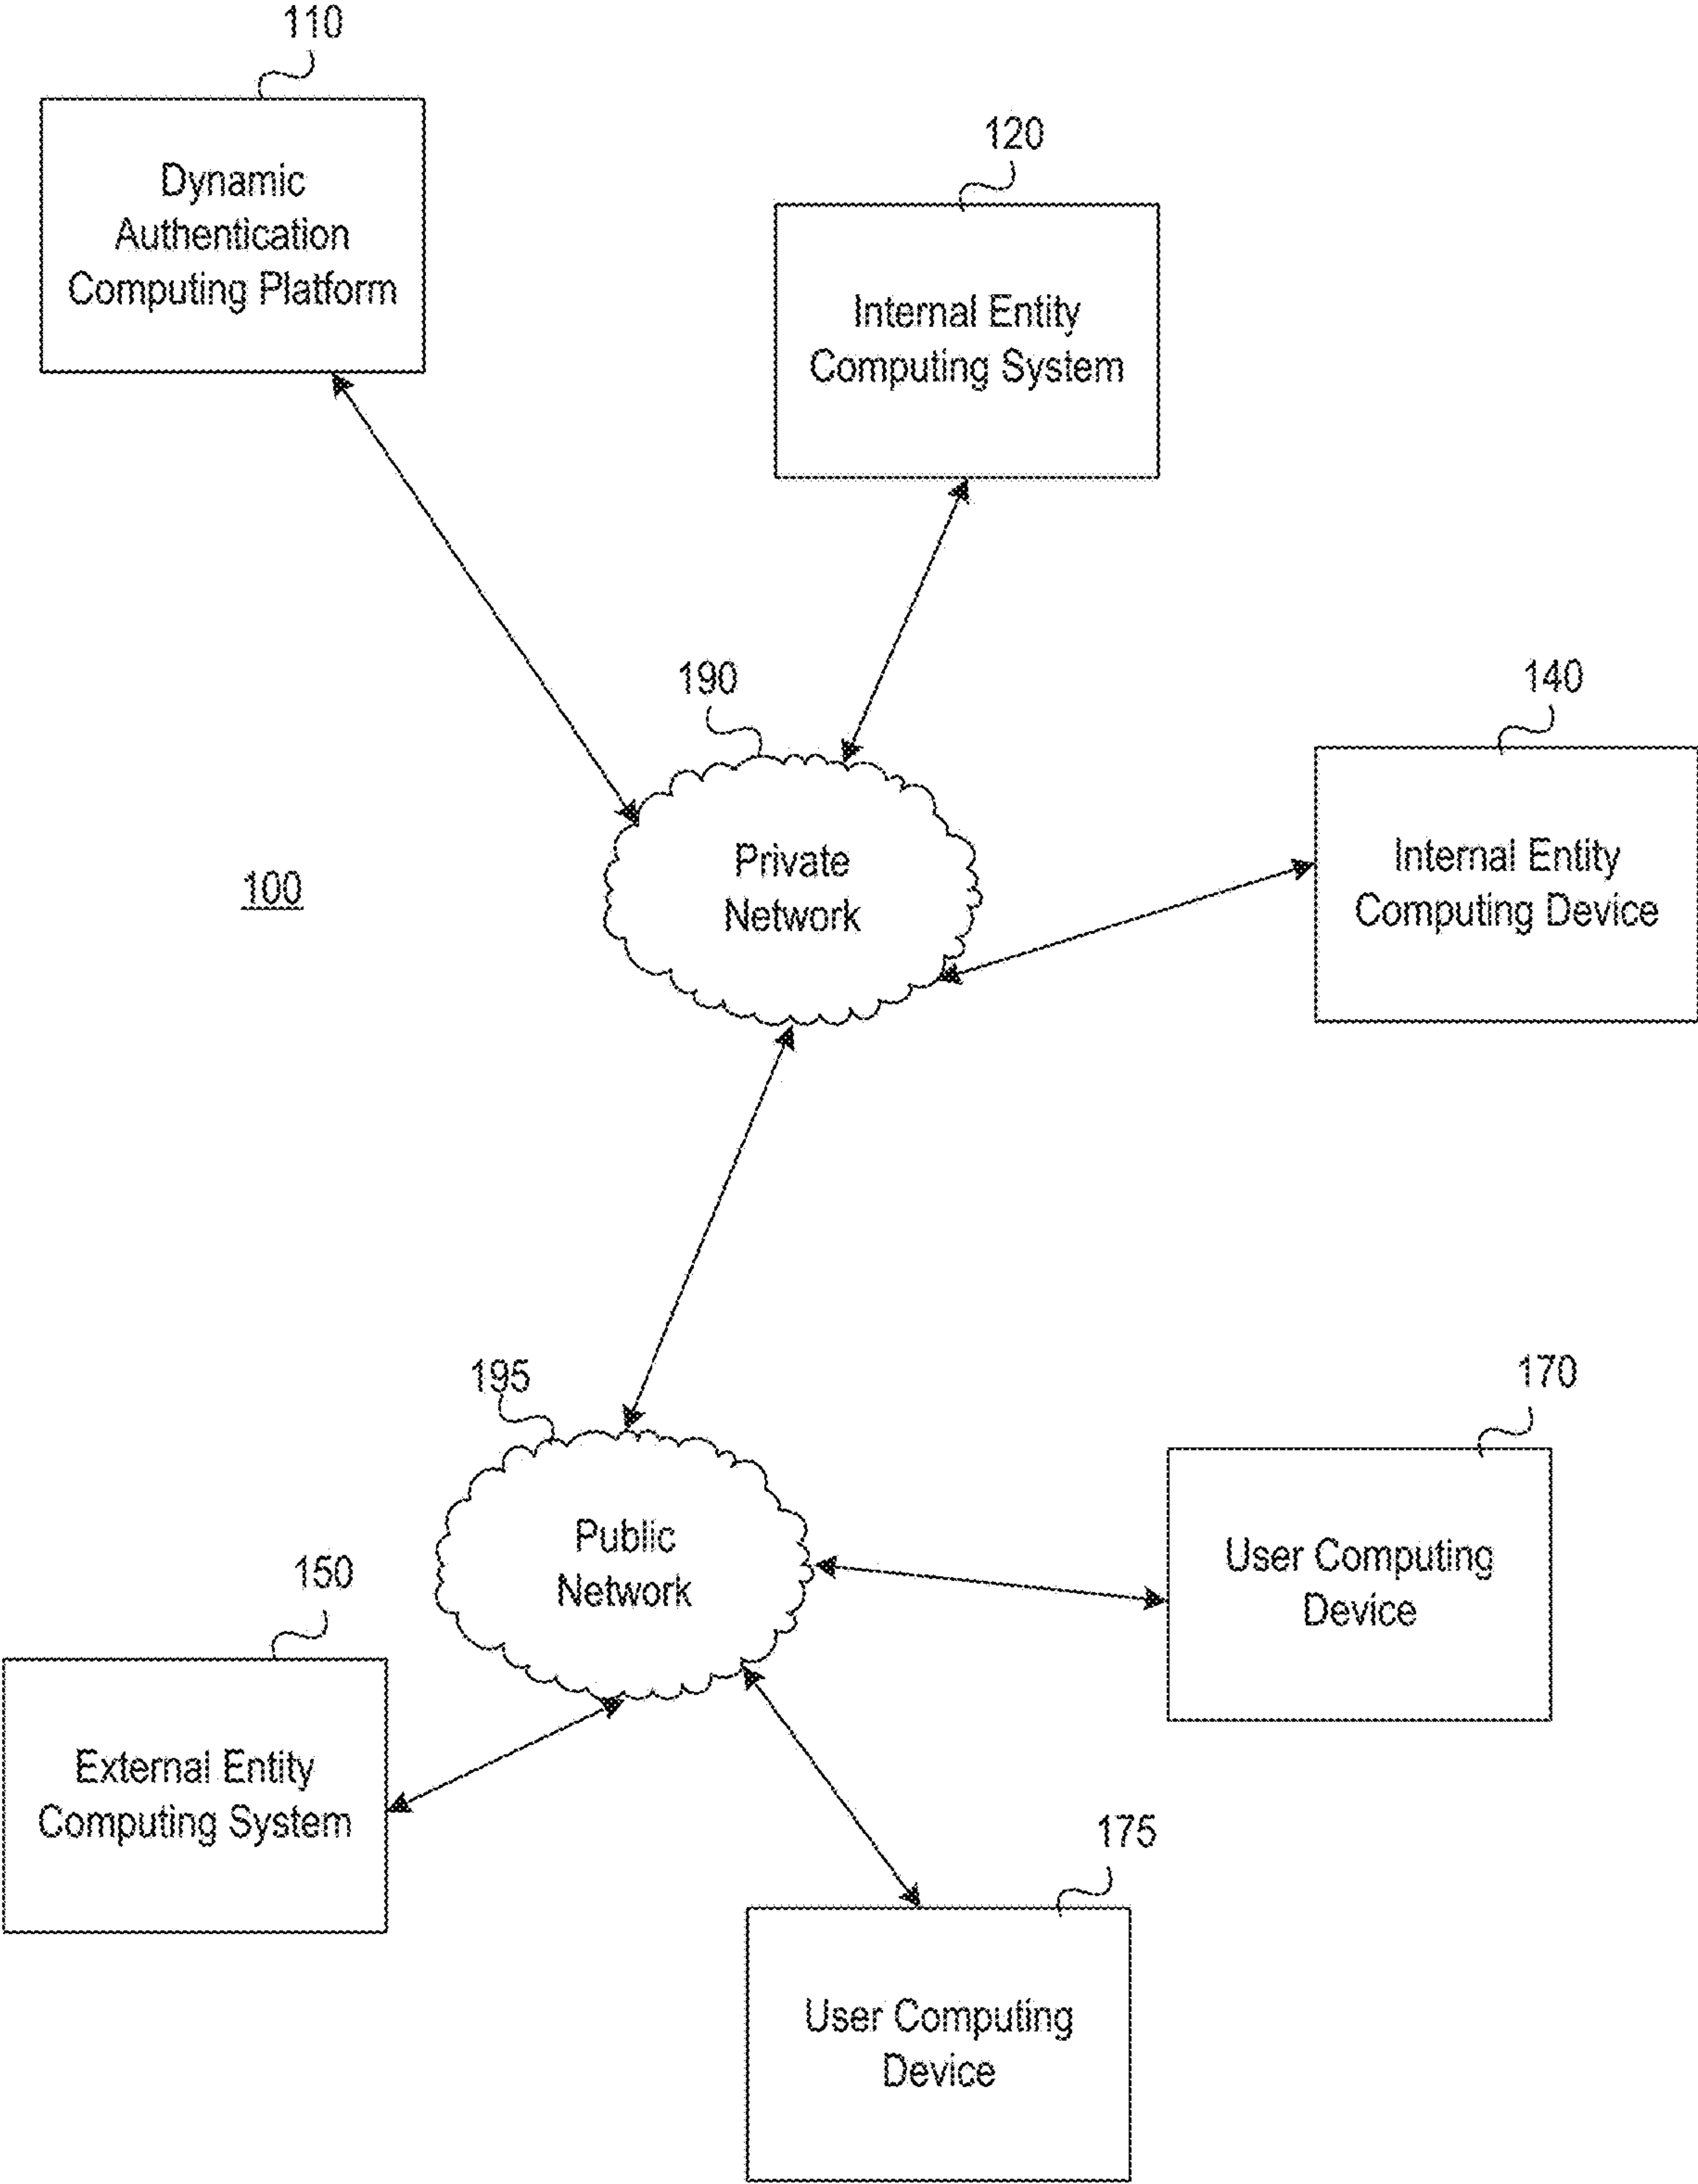 110
Dynamic
Authentication
Computing Platform
120
Internal Entity
Computing System
190
Private
Network
140
Internal Entity
Computing Device
100
195
Public
Network
170
User Computing
Device
150
External Entity
Computing System
175
User Computing
Device